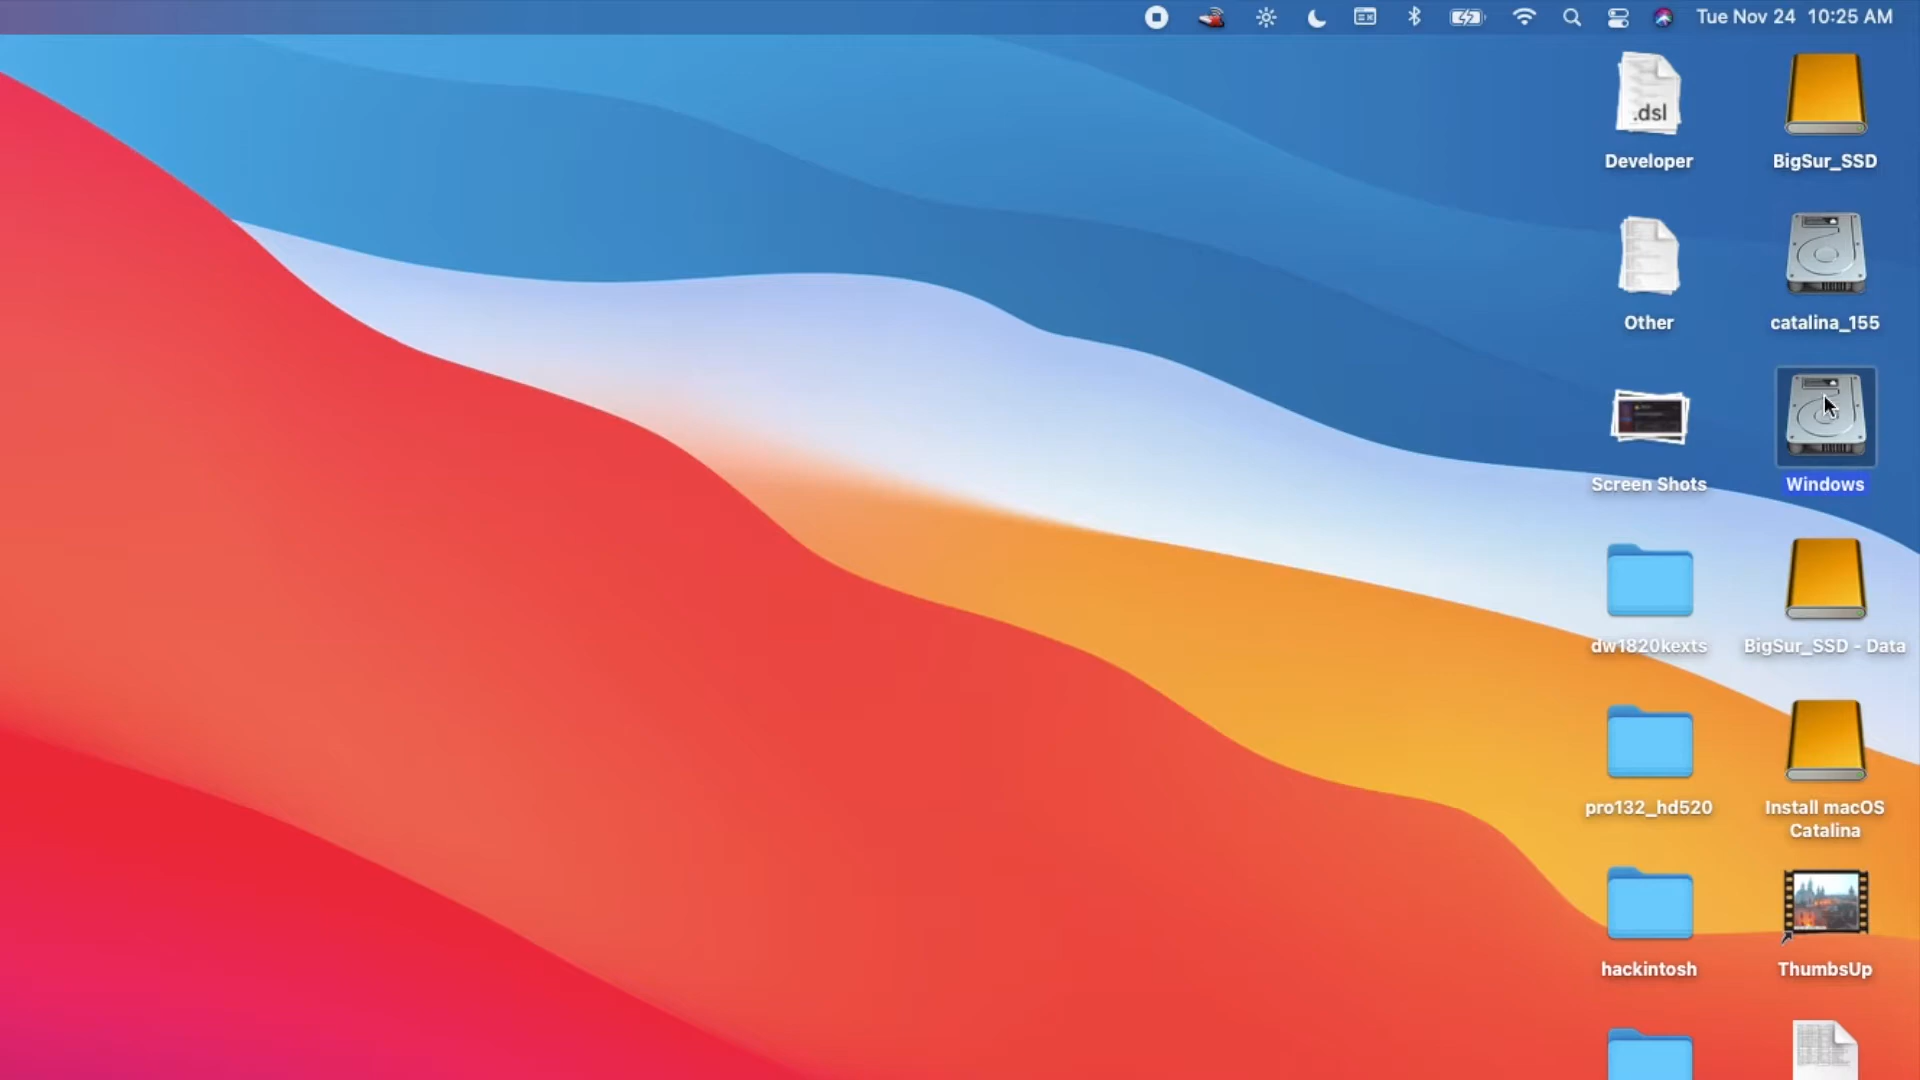 Tue Nov 24 10:25 AM
.dsl
Developer
BigSur_SSD
Other
catalina_155
Screen Shots
Windows
dw1820kexts
BigSur_SSD - Data
pro132_hd520
Install macOS
Catalina
hackintosh
ThumbsUp